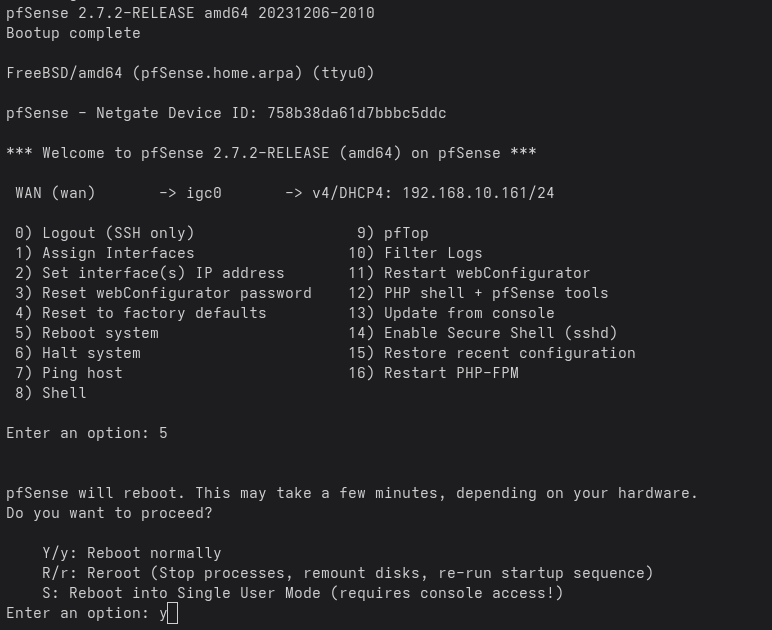 pfSense 2.7.2-RELEASE amd64 20231206-2010
Bootup complete
FreeBSD/amd64 (pfSense.home.arpa) (ttyu0)
pfSense - Netgate Device ID: 758b38da61d7bbbc5ddc
*** Welcome to pfSense 2.7.2-RELEASE (amd64) on pfSense ***
WAN (wan)       -> igc0       -> v4/DHCP4: 192.168.10.161/24
0) Logout (SSH only)                  9) pfTop
1) Assign Interfaces                 10) Filter Logs
2) Set interface(s) IP address       11) Restart webConfigurator
3) Reset webConfigurator password    12) PHP shell + pfSense tools
4) Reset to factory defaults         13) Update from console
5) Reboot system                     14) Enable Secure Shell (sshd)
6) Halt system                       15) Restore recent configuration
7) Ping host                         16) Restart PHP-FPM
8) Shell
Enter an option: 5
pfSense will reboot. This may take a few minutes, depending on your hardware.
Do you want to proceed?
Y/y: Reboot normally
R/r: Reroot (Stop processes, remount disks, re-run startup sequence)
S: Reboot into Single User Mode (requires console access!)
Enter an option: y